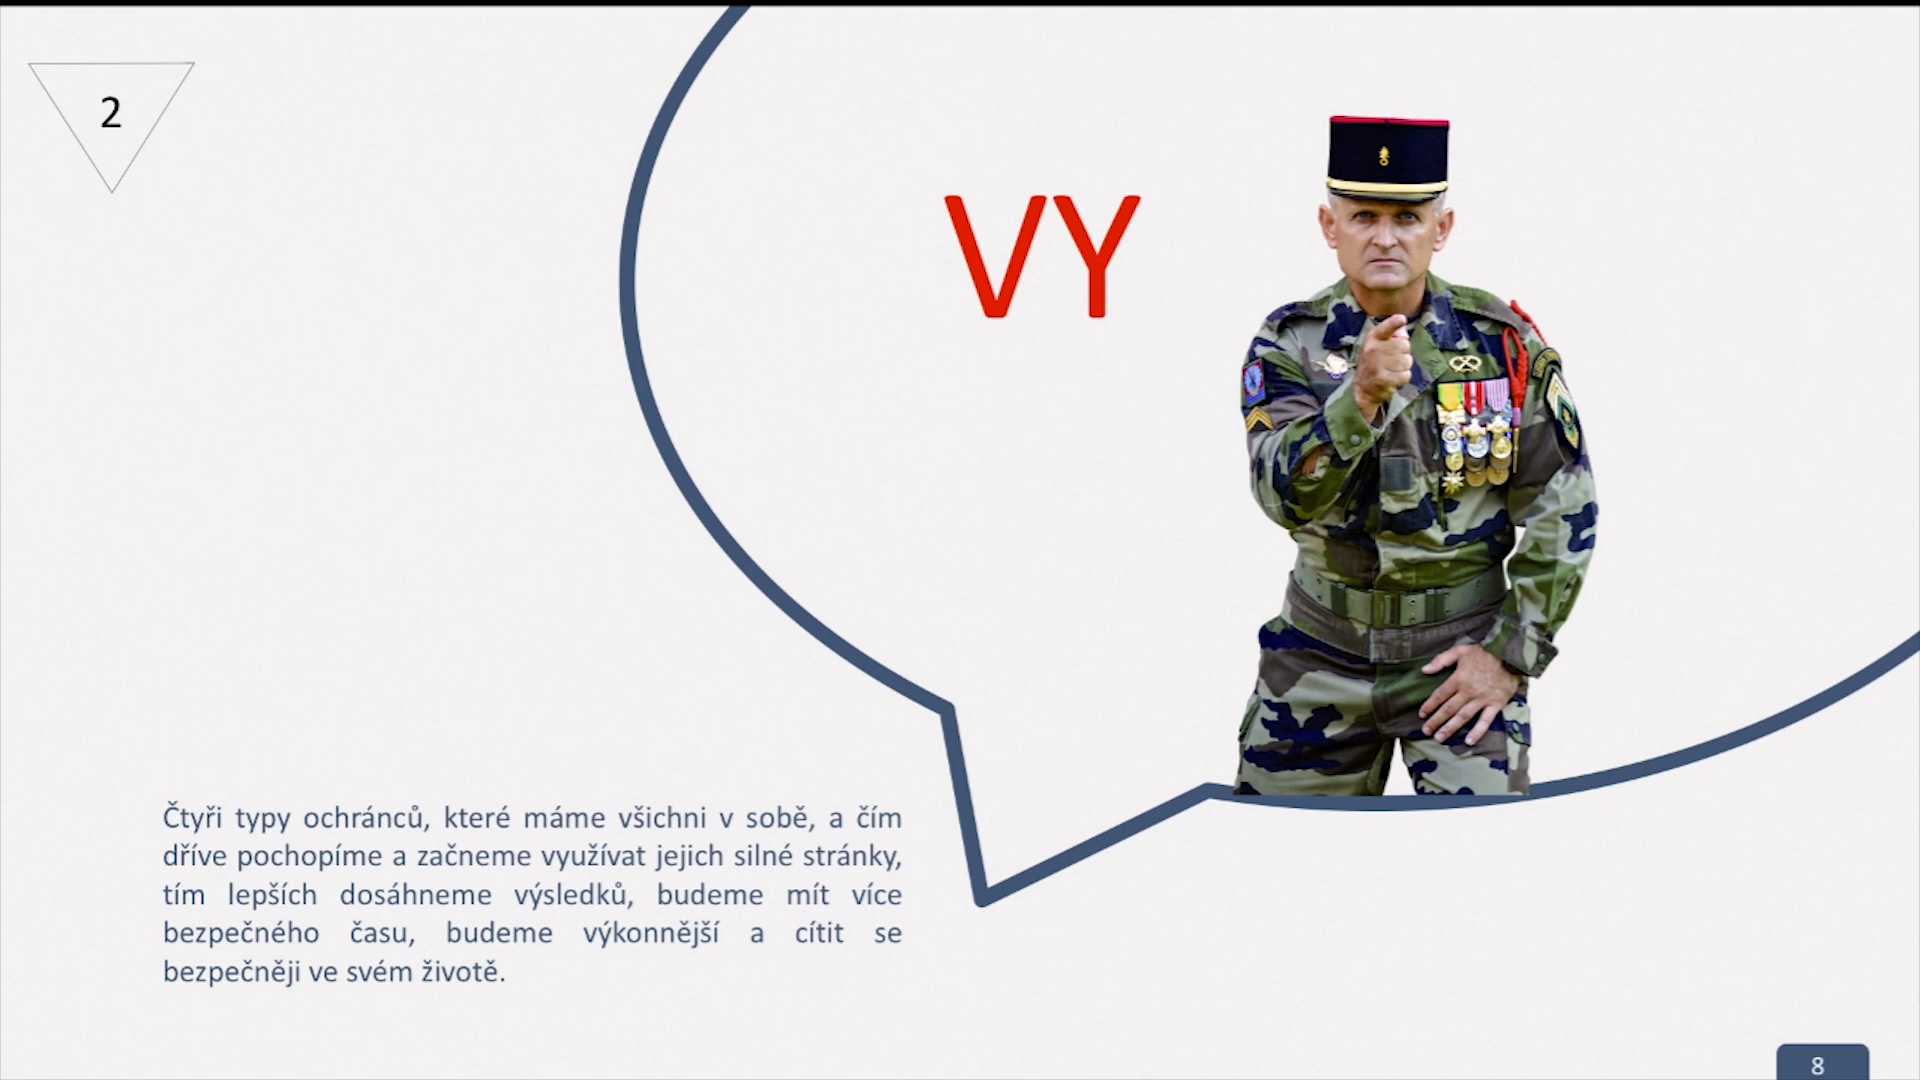 2
VY
Čtyři typy ochránců, které máme všichni v sobě, a čím
dříve pochopíme a začneme využívat jejich silné stránky,
tím lepších dosáhneme výsledků, budeme mít více
bezpečného času, budeme výkonnější a cítit se
bezpečněji ve svém životě.
8